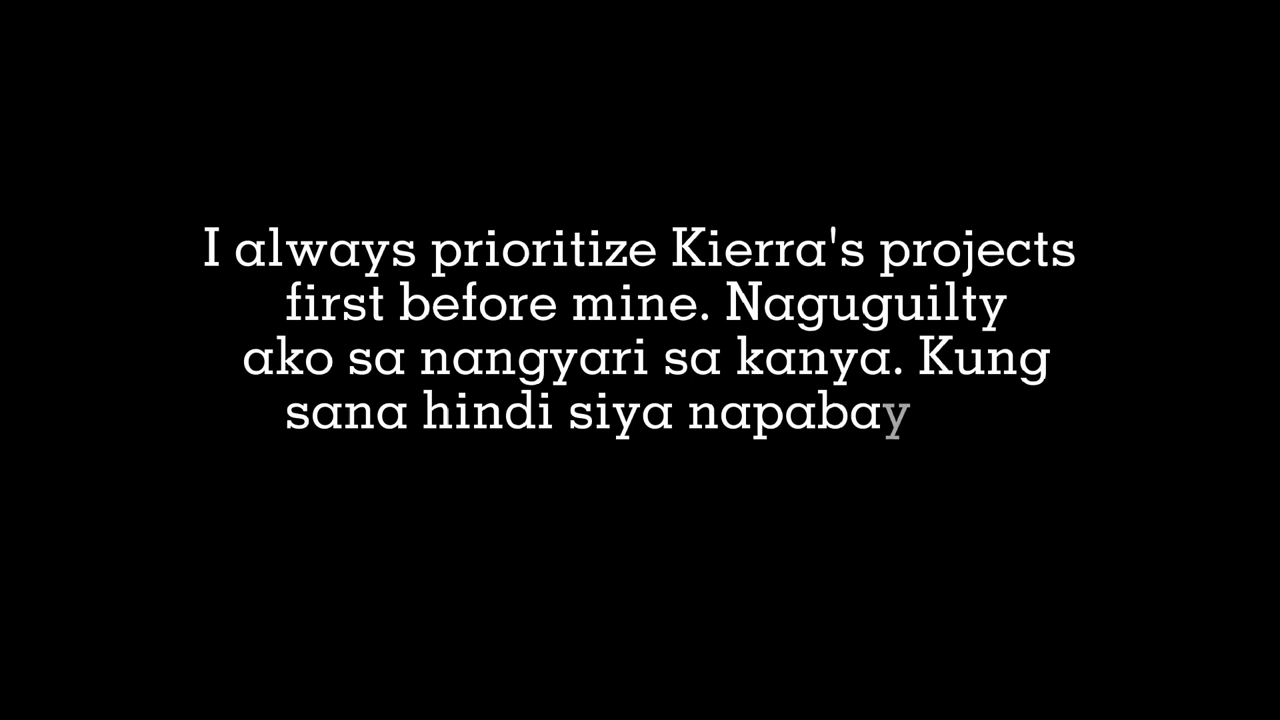 I always prioritize Kierra's projects
first before mine. Naguguilty
ako sa nangyari sa kanya. Kung
sana hindi siya napabay